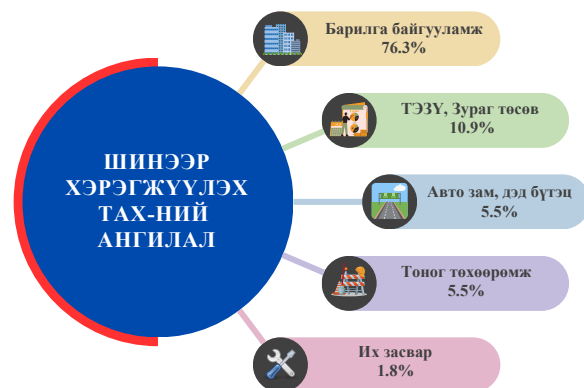 ШИНЭЭР
ХЭРЭГЖҮҮЛЭХ
ТАХ-НИЙ
АНГИЛАЛ
Барилга байгууламж
76.3%
ТЭЗҮ, Зураг төсөв
10.9%
Авто зам, дэд бүтэц
5.5%
Тоног төхөөрөмж
5.5%
Их засвар
1.8%